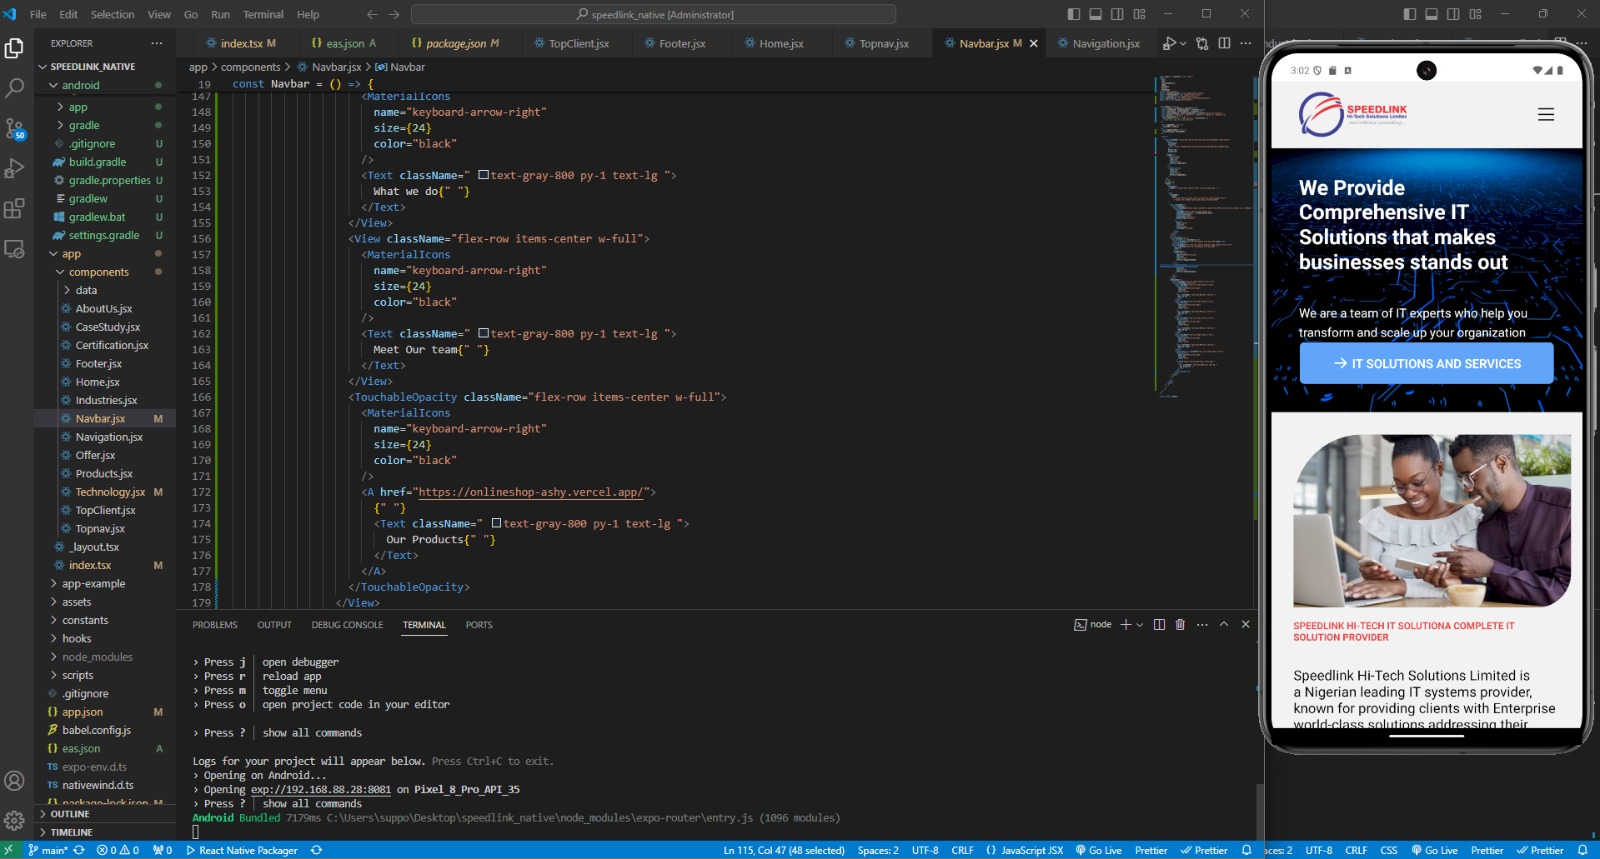 File Edit Selection View Go Run Terminal Help
speedlink_native [Administrator]
EXPLORER
SPEEDLINK_NATIVE
android
app
gradle
.gitignore U
build.gradle U
gradle.properties U
gradlew U
gradlew.bat U
settings.gradle U
app
components
data
AboutUs.jsx
CaseStudy.jsx
Certification.jsx
Footer.jsx
Home.jsx
Industries.jsx
Navbar.jsx M
Navigation.jsx
Offer.jsx
Products.jsx
Technology.jsx M
TopClient.jsx
Topnav.jsx
_layout.tsx
index.tsx M
app-example
assets
constants
hooks
node_modules
scripts
.gitignore
app.json M
babel.config.js
eas.json A
expo-env.d.ts
nativewind.d.ts
package-lock.json M
OUTLINE
TIMELINE
50
index.tsx M
eas.json A
package.json M
TopClient.jsx
Footer.jsx
Home.jsx
Topnav.jsx
Navbar.jsx M
Navigation.jsx
app > components > Navbar.jsx > Navbar
19 const Navbar = () => {
147 <MaterialIcons
148 name="keyboard-arrow-right"
149 size={24}
150 color="black"
151 />
152 <Text className=" text-gray-800 py-1 text-lg ">
153 What we do{" "}
154 </Text>
155 </View>
156 <View className="flex-row items-center w-full">
157 <MaterialIcons
158 name="keyboard-arrow-right"
159 size={24}
160 color="black"
161 />
162 <Text className=" text-gray-800 py-1 text-lg ">
163 Meet Our team{" "}
164 </Text>
165 </View>
166 <TouchableOpacity className="flex-row items-center w-full">
167 <MaterialIcons
168 name="keyboard-arrow-right"
169 size={24}
170 color="black"
171 />
172 <A href="https://onlineshop-ashy.vercel.app/">
173 {" "}
174 <Text className=" text-gray-800 py-1 text-lg ">
175 Our Products{" "}
176 </Text>
177 </A>
178 </TouchableOpacity>
179 </View>
PROBLEMS OUTPUT DEBUG CONSOLE TERMINAL PORTS
node
› Press j │ open debugger
› Press r │ reload app
› Press m │ toggle menu
› Press o │ open project code in your editor
› Press ? │ show all commands
Logs for your project will appear below. Press Ctrl+C to exit.
› Opening on Android...
› Opening exp://192.168.88.28:8081 on Pixel_8_Pro_API_35
› Press ? │ show all commands
Android Bundled 7179ms C:\Users\suppo\Desktop\speedlink_native\node_modules\expo-router\entry.js (1096 modules)
main* 0 0 0 React Native Packager
Ln 115, Col 47 (48 selected) Spaces: 2 UTF-8 CRLF JavaScript JSX Go Live Prettier Prettier
aces: 2 UTF-8 CRLF CSS Go Live Prettier Prettier
3:02
SPEEDLINK
Hi-Tech Solutions Limited
We Provide
Comprehensive IT
Solutions that makes
businesses stands out
We are a team of IT experts who help you
transform and scale up your organization
→ IT SOLUTIONS AND SERVICES
SPEEDLINK HI-TECH IT SOLUTIONA COMPLETE IT
SOLUTION PROVIDER
Speedlink Hi-Tech Solutions Limited is
a Nigerian leading IT systems provider,
known for providing clients with Enterprise
world-class solutions addressing their